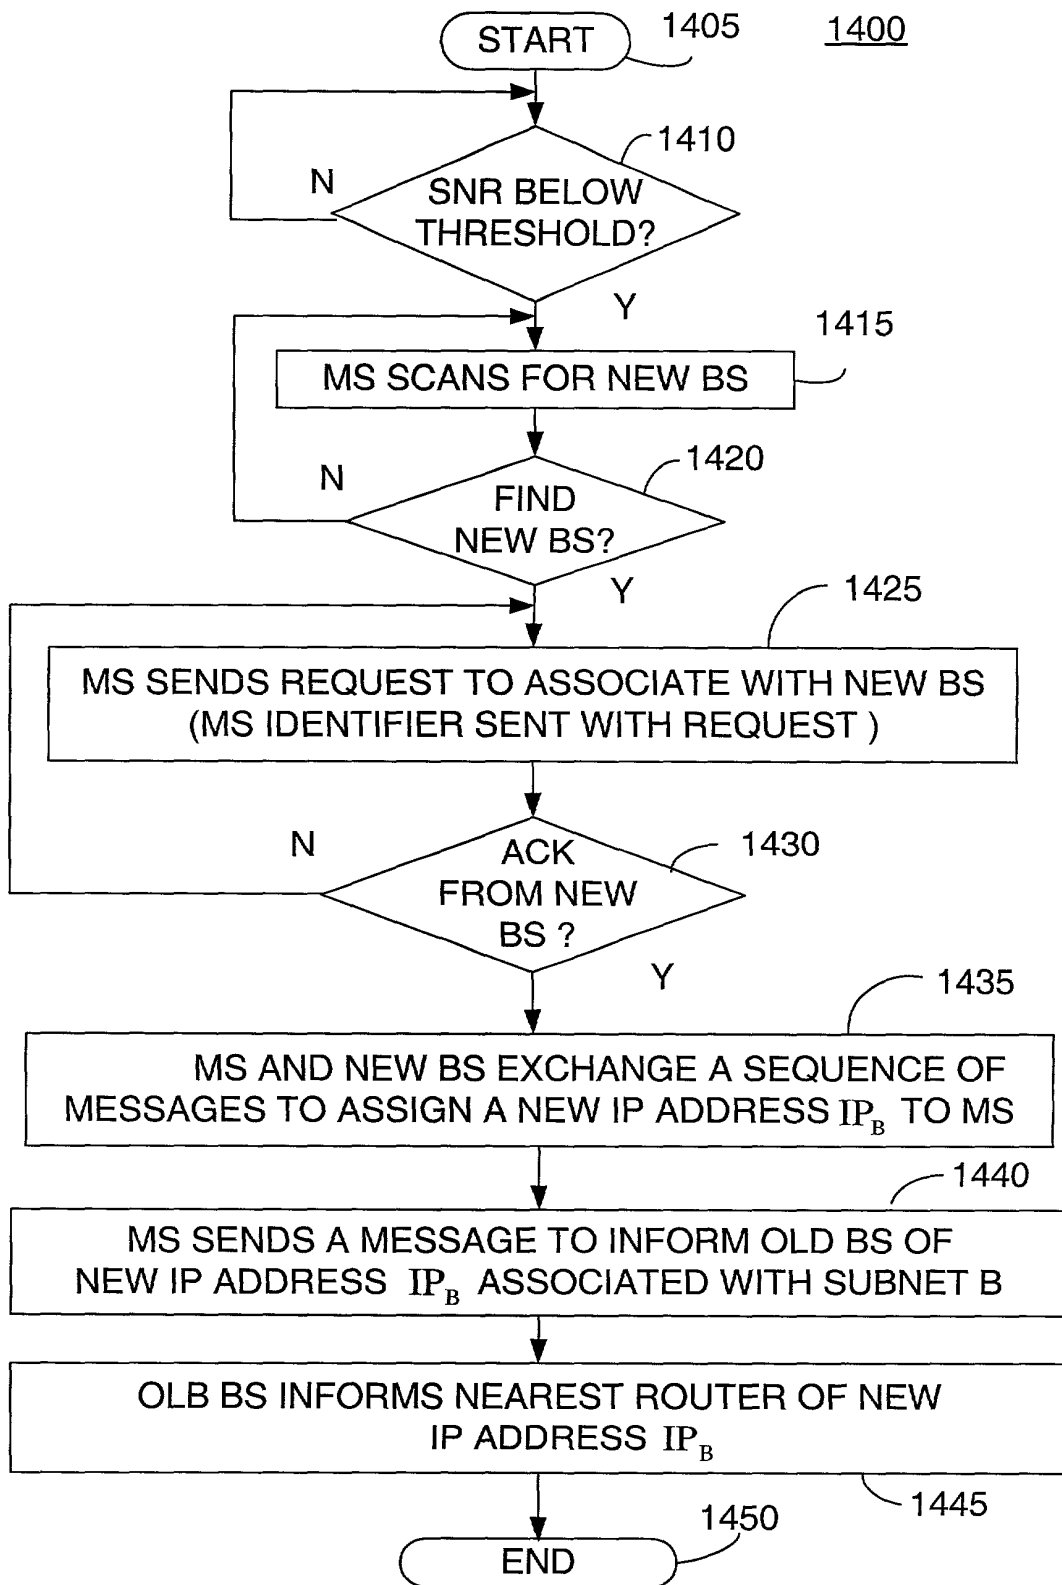 START
1405
1400
1410
N
SNR BELOW
THRESHOLD?
Y
1415
MS SCANS FOR NEW BS
1420
N
FIND
NEW BS?
Y
1425
MS SENDS REQUEST TO ASSOCIATE WITH NEW BS
(MS IDENTIFIER SENT WITH REQUEST )
N
1430
ACK
FROM NEW
BS ?
Y
1435
MS AND NEW BS EXCHANGE A SEQUENCE OF
MESSAGES TO ASSIGN A NEW IP ADDRESS IP_B TO MS
1440
MS SENDS A MESSAGE TO INFORM OLD BS OF
NEW IP ADDRESS IP_B ASSOCIATED WITH SUBNET B
OLB BS INFORMS NEAREST ROUTER OF NEW
IP ADDRESS IP_B
1445
1450
END